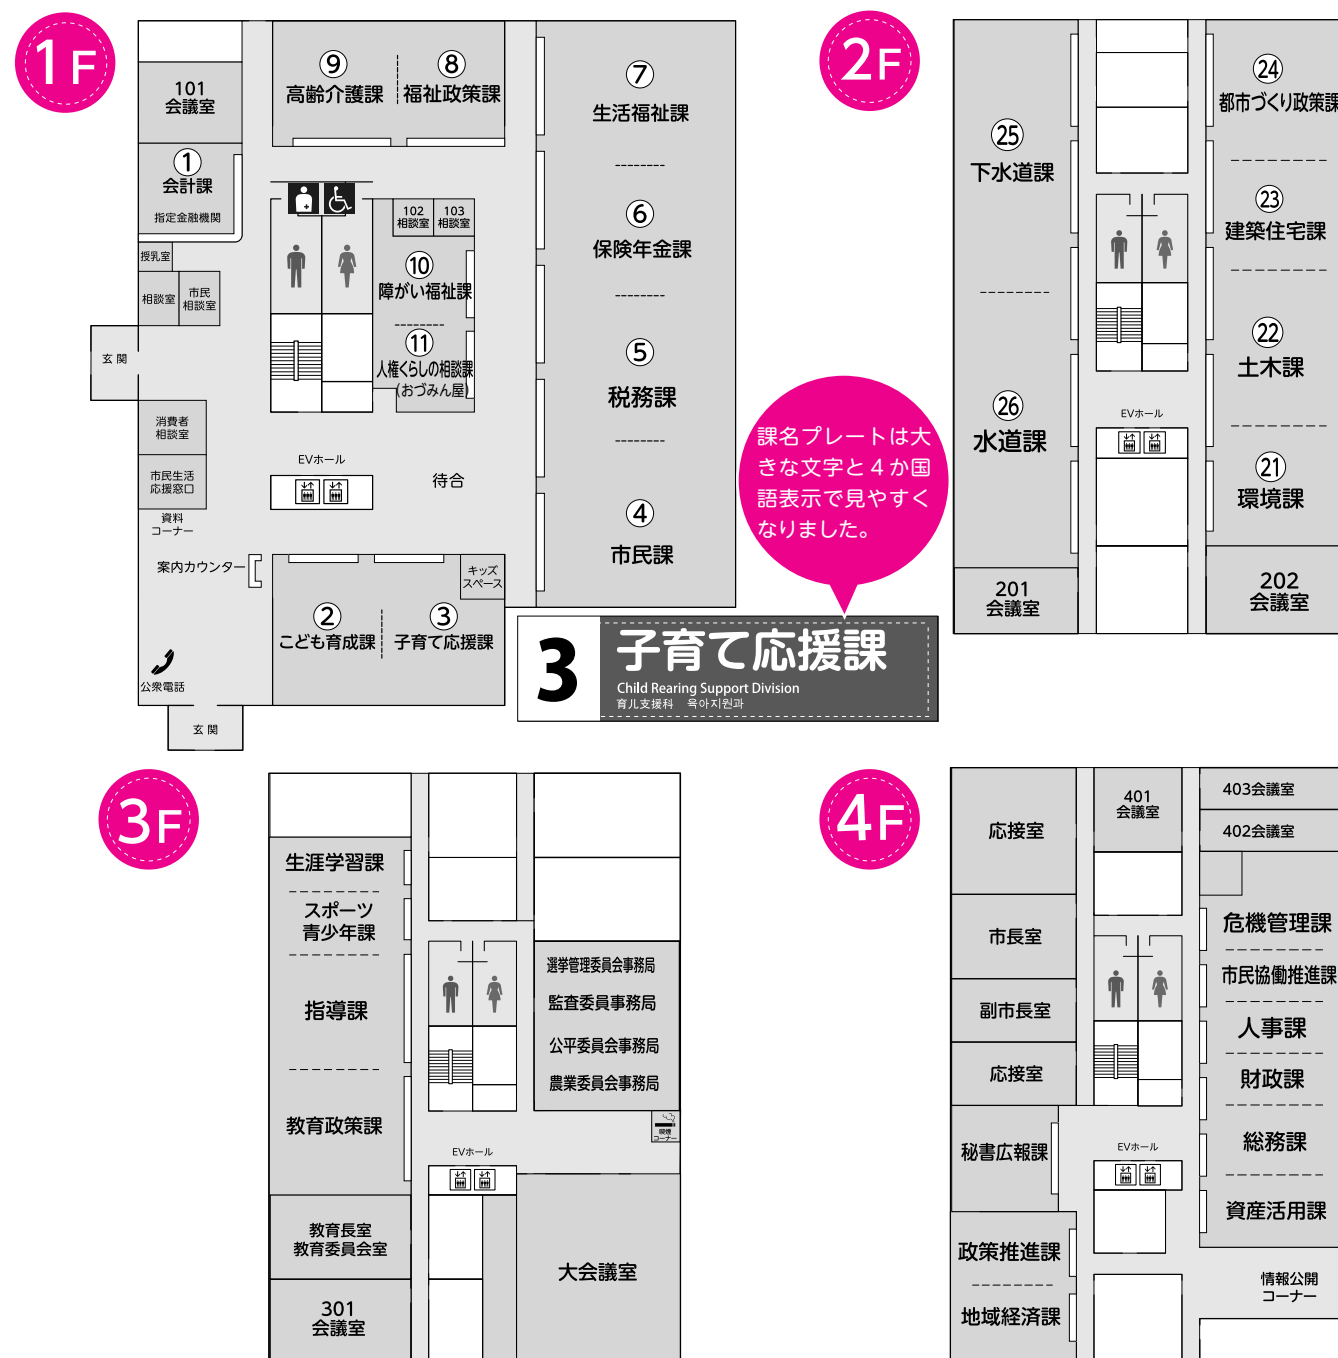 1F
101
会議室
①
会計課
指定金融機関
授乳室
相談室
市民
相談室
玄関
消費者
相談室
市民生活
応援窓口
資料
コーナー
案内カウンター
公衆電話
玄関
⑨
高齢介護課
⑧
福祉政策課
102
相談室
103
相談室
⑩
障がい福祉課
⑪
人権くらしの相談課
(おづみん屋)
EVホール
待合
②
こども育成課
③
子育て応援課
キッズ
スペース
⑦
生活福祉課
⑥
保険年金課
⑤
税務課
④
市民課
課名プレートは大
きな文字と4か国
語表示で見やすく
なりました。
3
子育て応援課
Child Rearing Support Division
育儿支援科 육아지원과
2F
㉕
下水道課
㉖
水道課
201
会議室
EVホール
㉔
都市づくり政策課
㉓
建築住宅課
㉒
土木課
㉑
環境課
202
会議室
3F
生涯学習課
スポーツ
青少年課
指導課
教育政策課
教育長室
教育委員会室
301
会議室
EVホール
選挙管理委員会事務局
監査委員事務局
公平委員会事務局
農業委員会事務局
喫煙
コーナー
大会議室
4F
応接室
市長室
副市長室
応接室
秘書広報課
政策推進課
地域経済課
401
会議室
EVホール
403会議室
402会議室
危機管理課
市民協働推進課
人事課
財政課
総務課
資産活用課
情報公開
コーナー